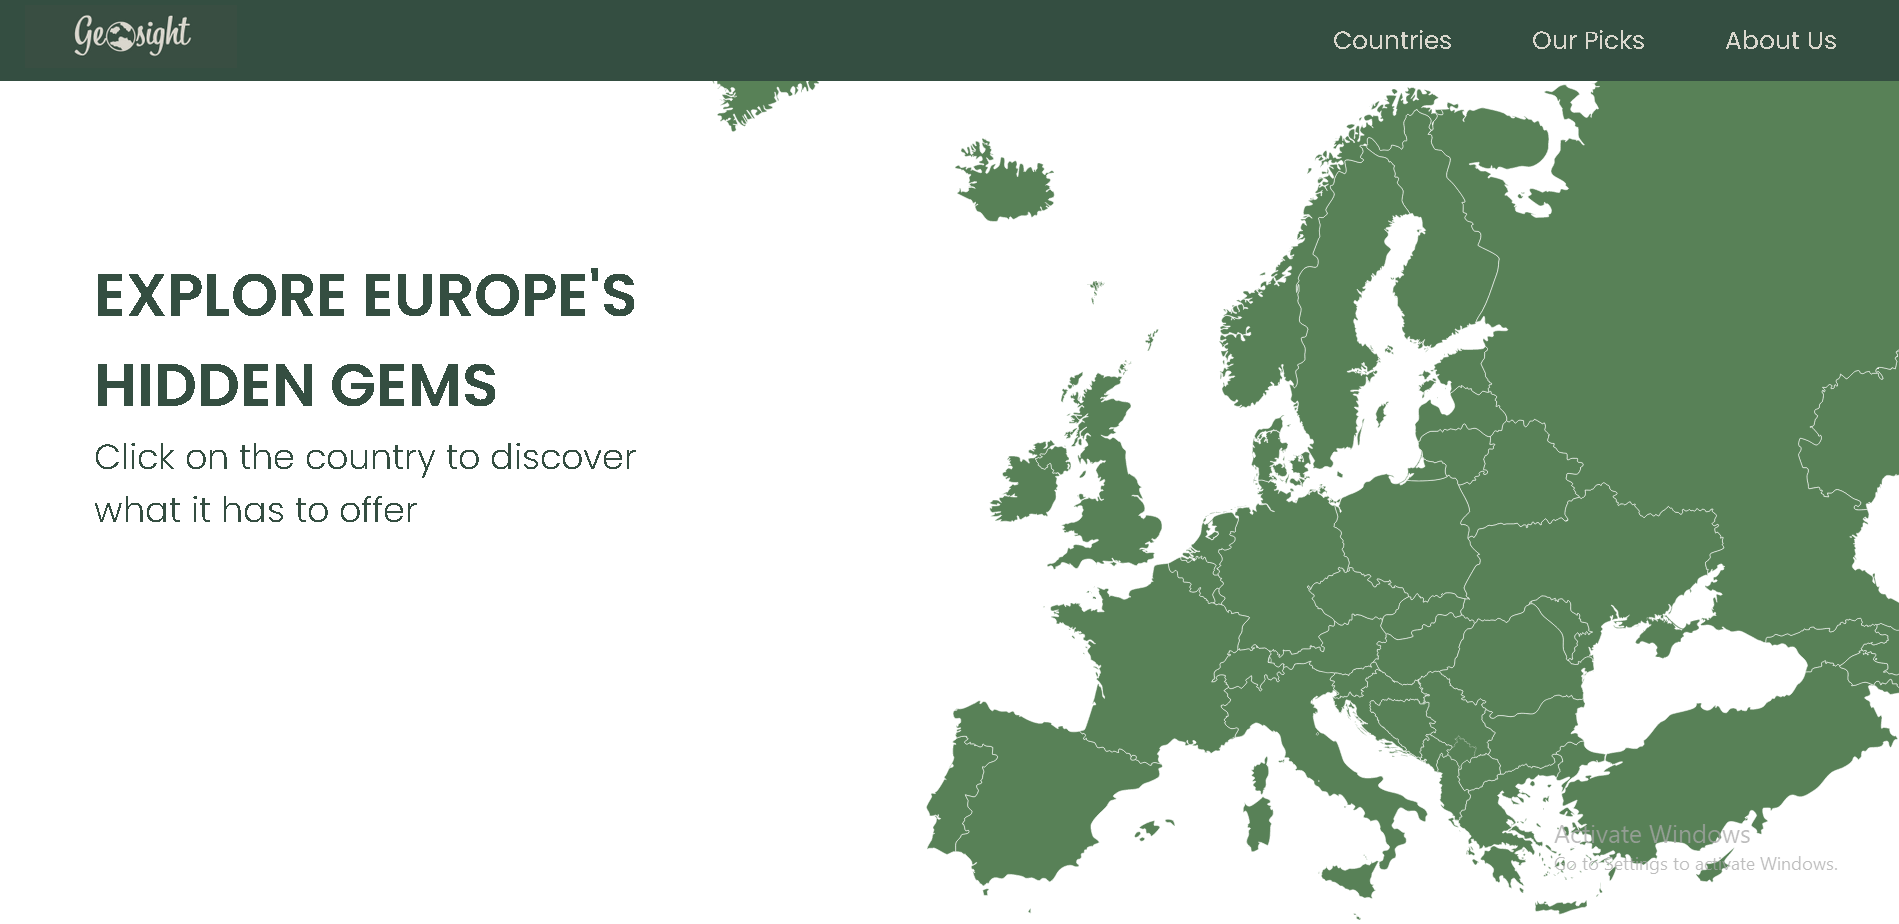 Geosight
Countries
Our Picks
About Us
EXPLORE EUROPE'S
HIDDEN GEMS
Click on the country to discover
what it has to offer
Activate Windows
Go to Settings to activate Windows.